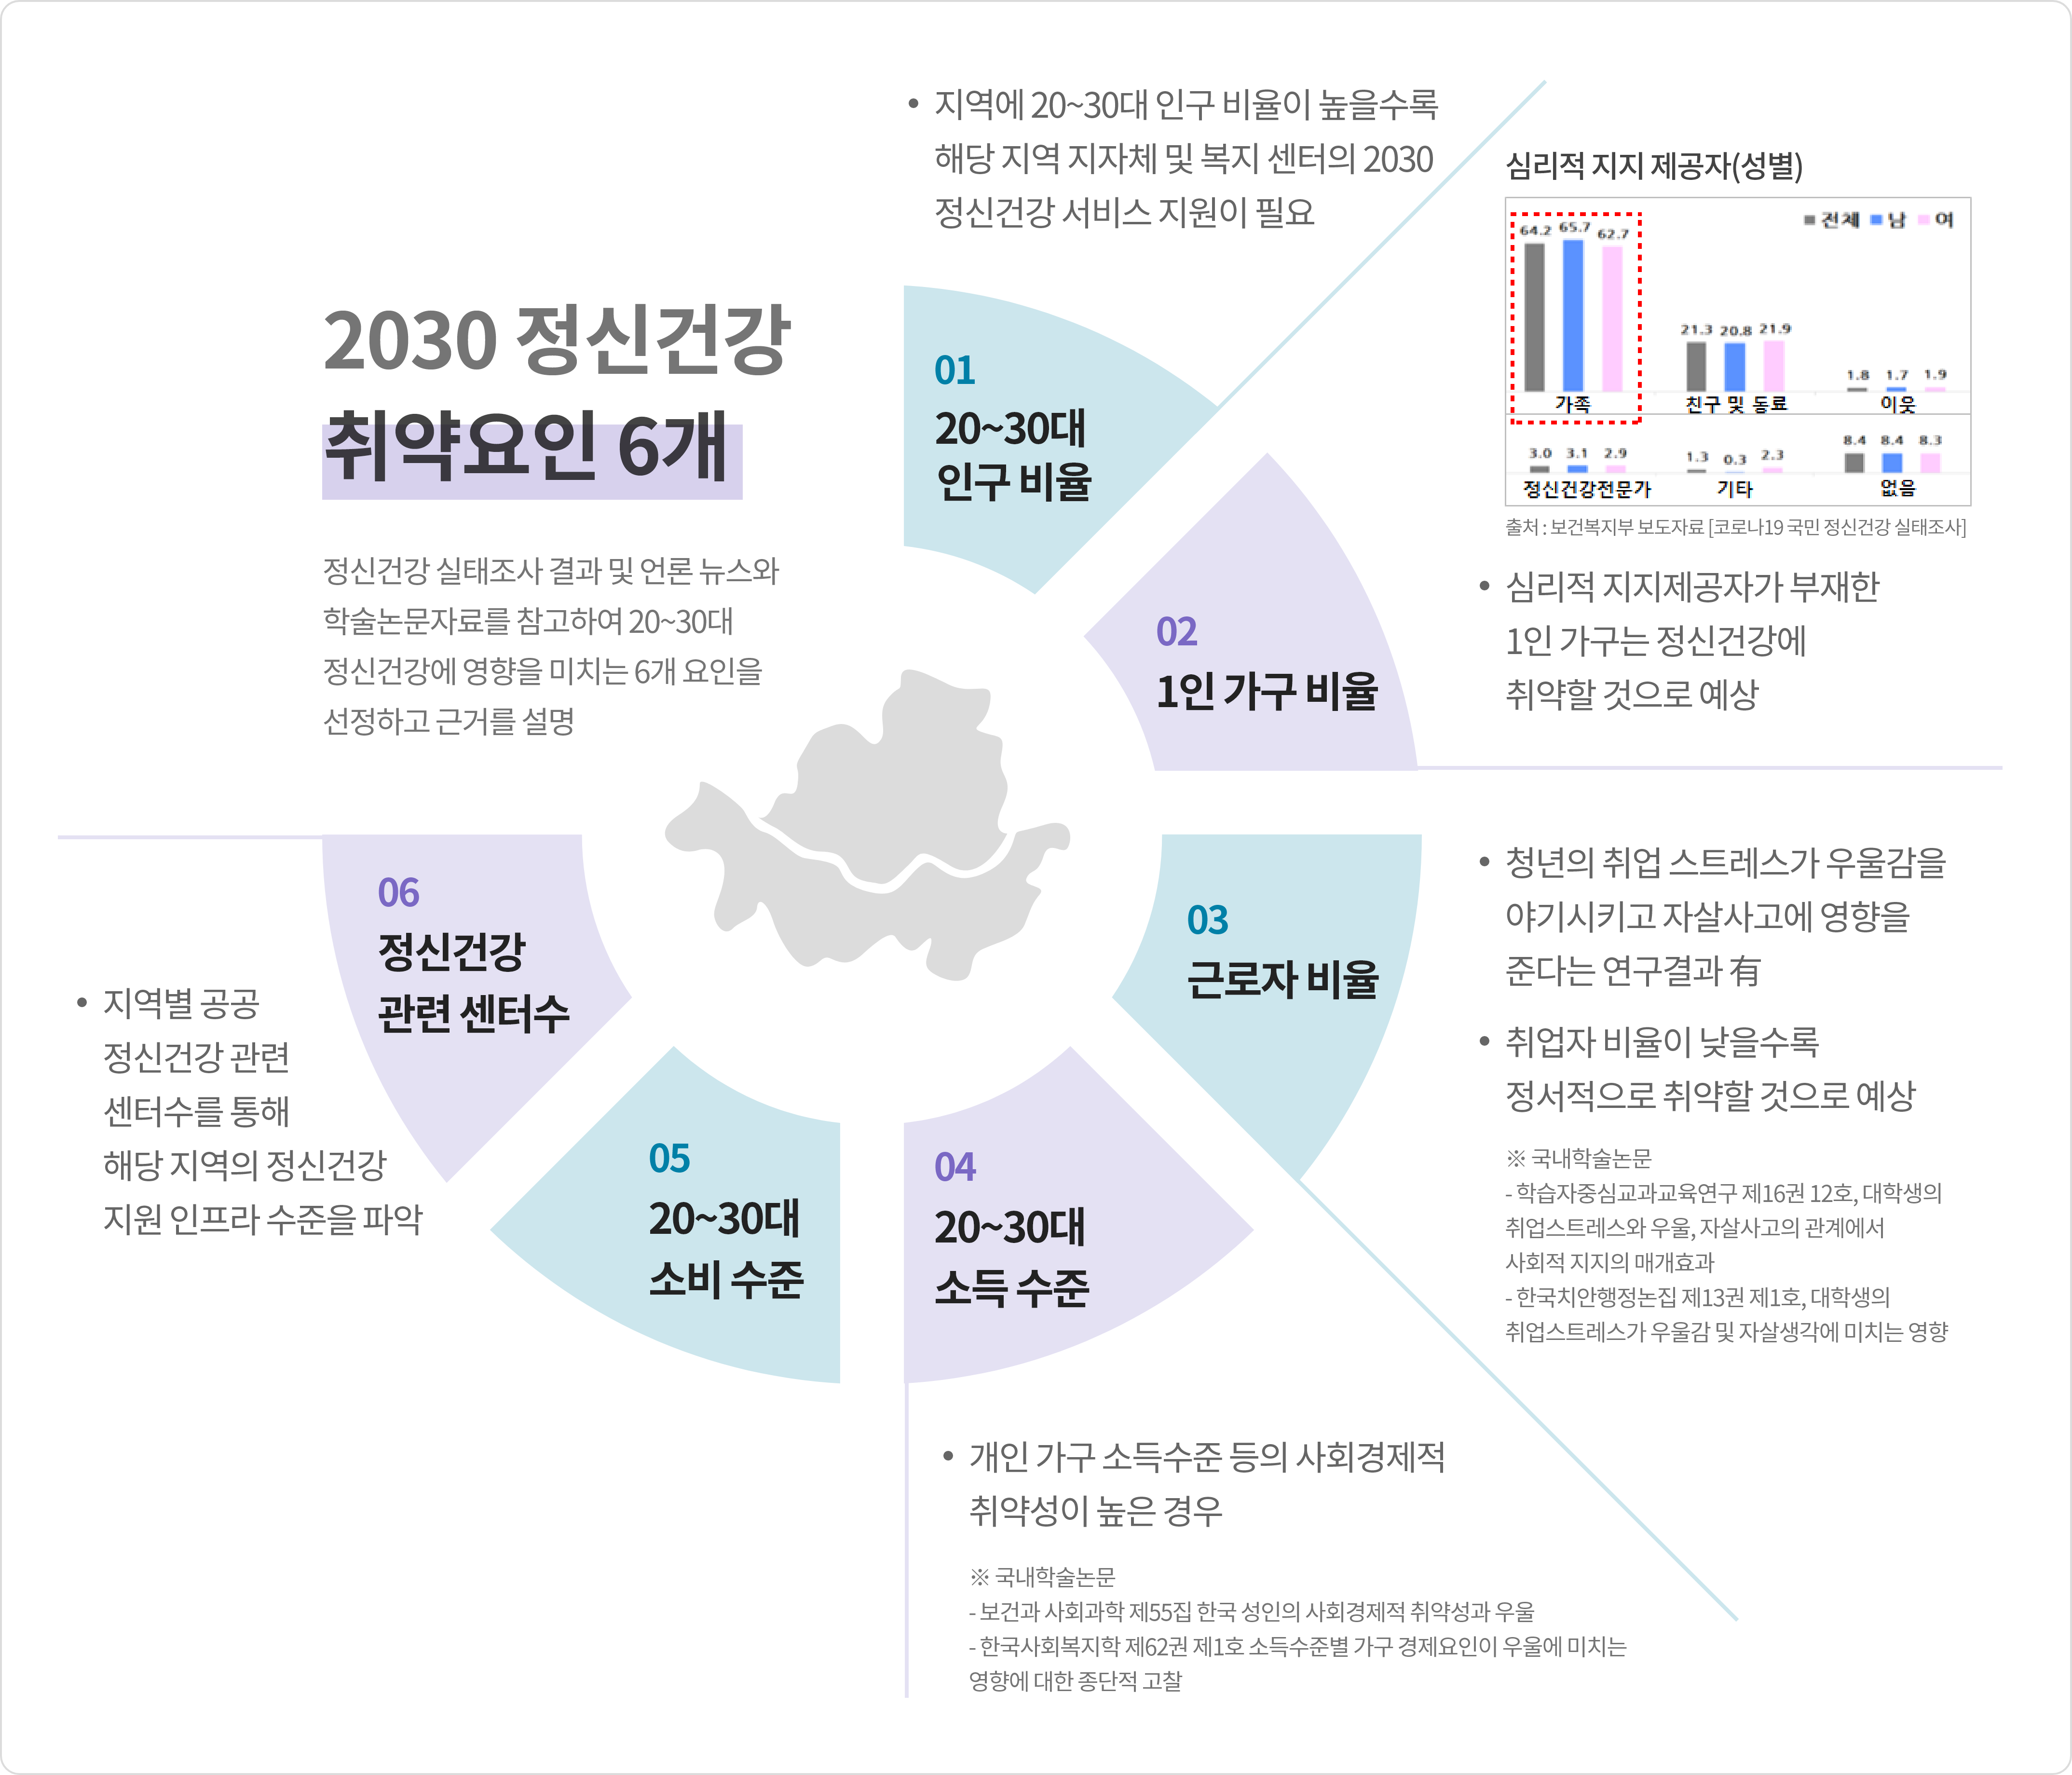 2030 정신건강
취약요인 6개
정신건강 실태조사 결과 및 언론 뉴스와
학술논문자료를 참고하여 20~30대
정신건강에 영향을 미치는 6개 요인을
선정하고 근거를 설명
• 지역에 20~30대 인구 비율이 높을수록
해당 지역 지자체 및 복지 센터의 2030
정신건강 서비스 지원이 필요
01
20~30대
인구 비율
심리적 지지 제공자(성별)
전체 남 여
64.2 65.7 62.7
21.3 20.8 21.9
1.8 1.7 1.9
가족 친구 및 동료 이웃
3.0 3.1 2.9
1.3 0.3 2.3
8.4 8.4 8.3
정신건강전문가 기타 없음
출처 : 보건복지부 보도자료 [코로나19 국민 정신건강 실태조사]
02
1인 가구 비율
• 심리적 지지제공자가 부재한
1인 가구는 정신건강에
취약할 것으로 예상
03
근로자 비율
• 청년의 취업 스트레스가 우울감을
야기시키고 자살사고에 영향을
준다는 연구결과 有
• 취업자 비율이 낮을수록
정서적으로 취약할 것으로 예상
※ 국내학술논문
- 학습자중심교과교육연구 제16권 12호, 대학생의
취업스트레스와 우울, 자살사고의 관계에서
사회적 지지의 매개효과
- 한국치안행정논집 제13권 제1호, 대학생의
취업스트레스가 우울감 및 자살생각에 미치는 영향
04
20~30대
소득 수준
• 개인 가구 소득수준 등의 사회경제적
취약성이 높은 경우
※ 국내학술논문
- 보건과 사회과학 제55집 한국 성인의 사회경제적 취약성과 우울
- 한국사회복지학 제62권 제1호 소득수준별 가구 경제요인이 우울에 미치는
영향에 대한 종단적 고찰
05
20~30대
소비 수준
06
정신건강
관련 센터수
• 지역별 공공
정신건강 관련
센터수를 통해
해당 지역의 정신건강
지원 인프라 수준을 파악